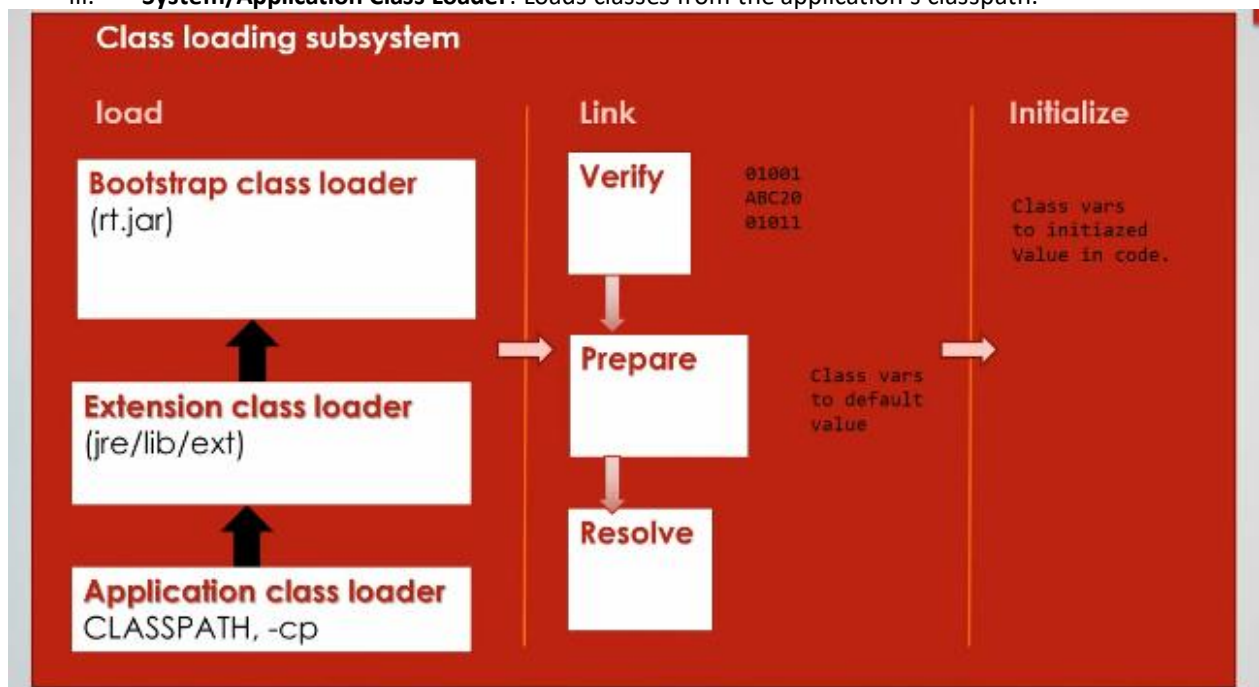 iii. System/Application Class Loader: Loads classes from the application's classpath.
Class loading subsystem
load
Bootstrap class loader
(rt.jar)
Extension class loader
(jre/lib/ext)
Application class loader
CLASSPATH, -cp
Link
Verify
01001
ABC20
01011
Prepare
Class vars
to default
value
Resolve
Initialize
Class vars
to initiazed
Value in code.